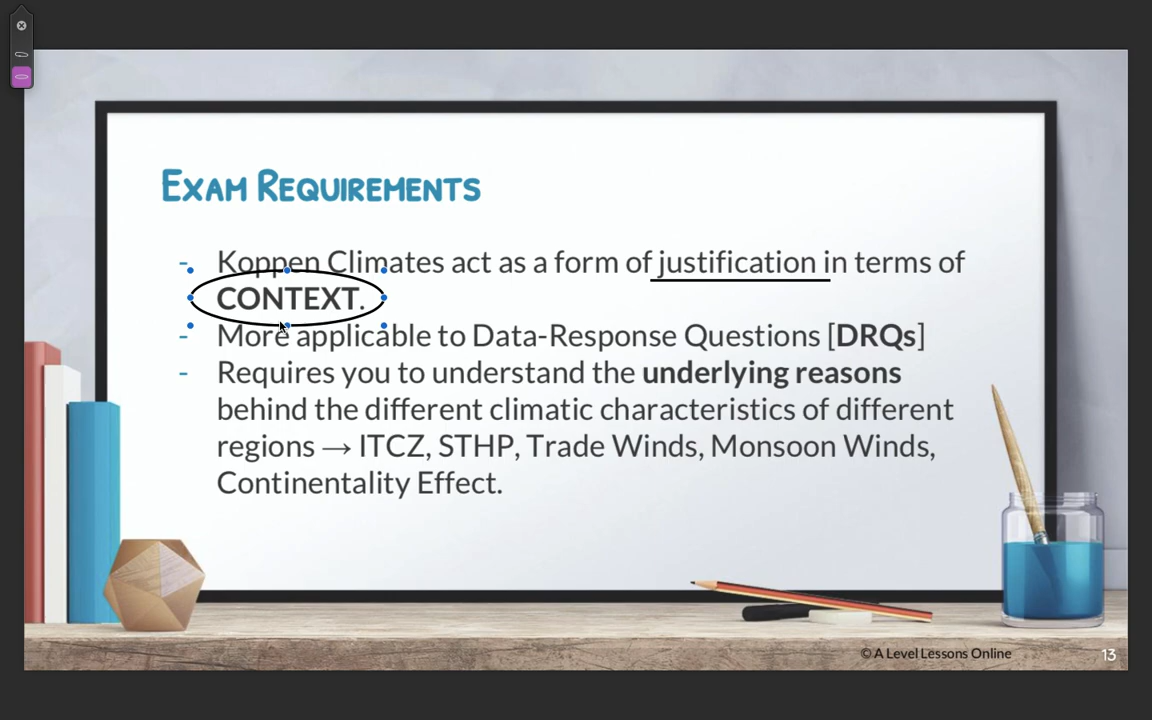 Exam Requirements
- Koppen Climates act as a form of justification in terms of
CONTEXT.
- More applicable to Data-Response Questions [DRQs]
- Requires you to understand the underlying reasons
behind the different climatic characteristics of different
regions → ITCZ, STHP, Trade Winds, Monsoon Winds,
Continentality Effect.
© A Level Lessons Online
13